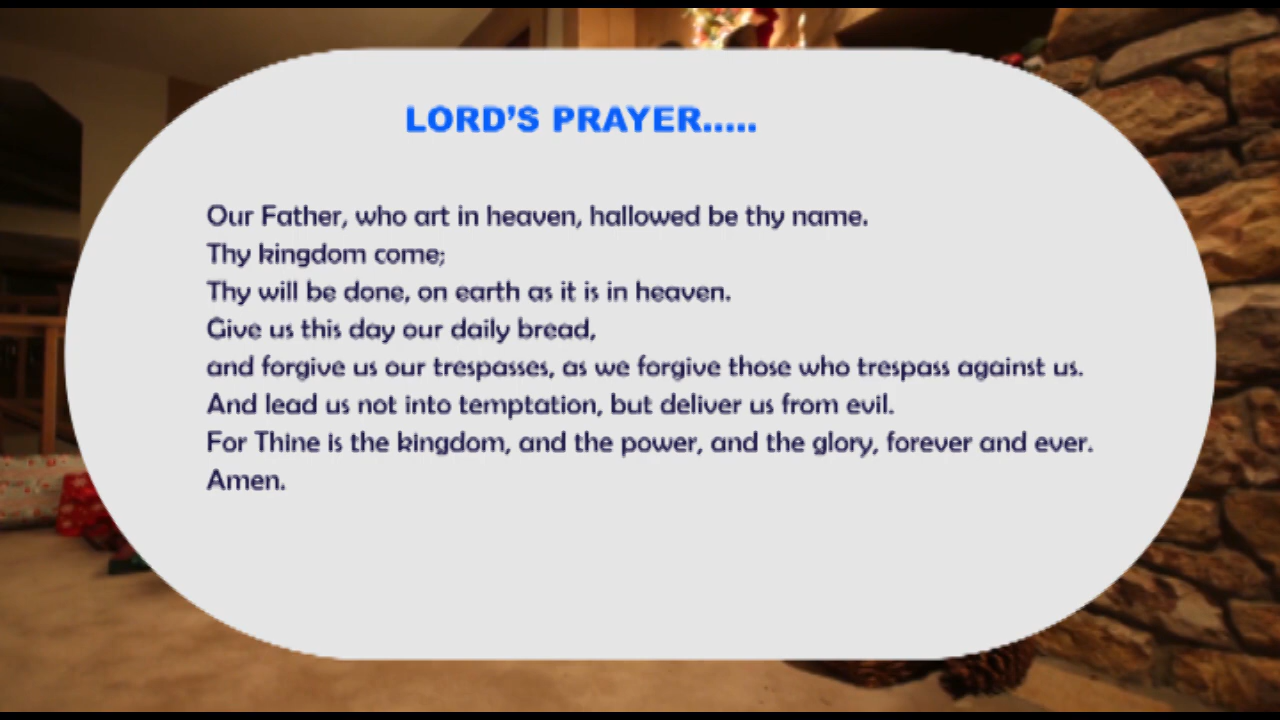 LORD'S PRAYER.....
Our Father, who art in heaven, hallowed be thy name.
Thy kingdom come;
Thy will be done, on earth as it is in heaven.
Give us this day our daily bread,
and forgive us our trespasses, as we forgive those who trespass against us.
And lead us not into temptation, but deliver us from evil.
For Thine is the kingdom, and the power, and the glory, forever and ever.
Amen.